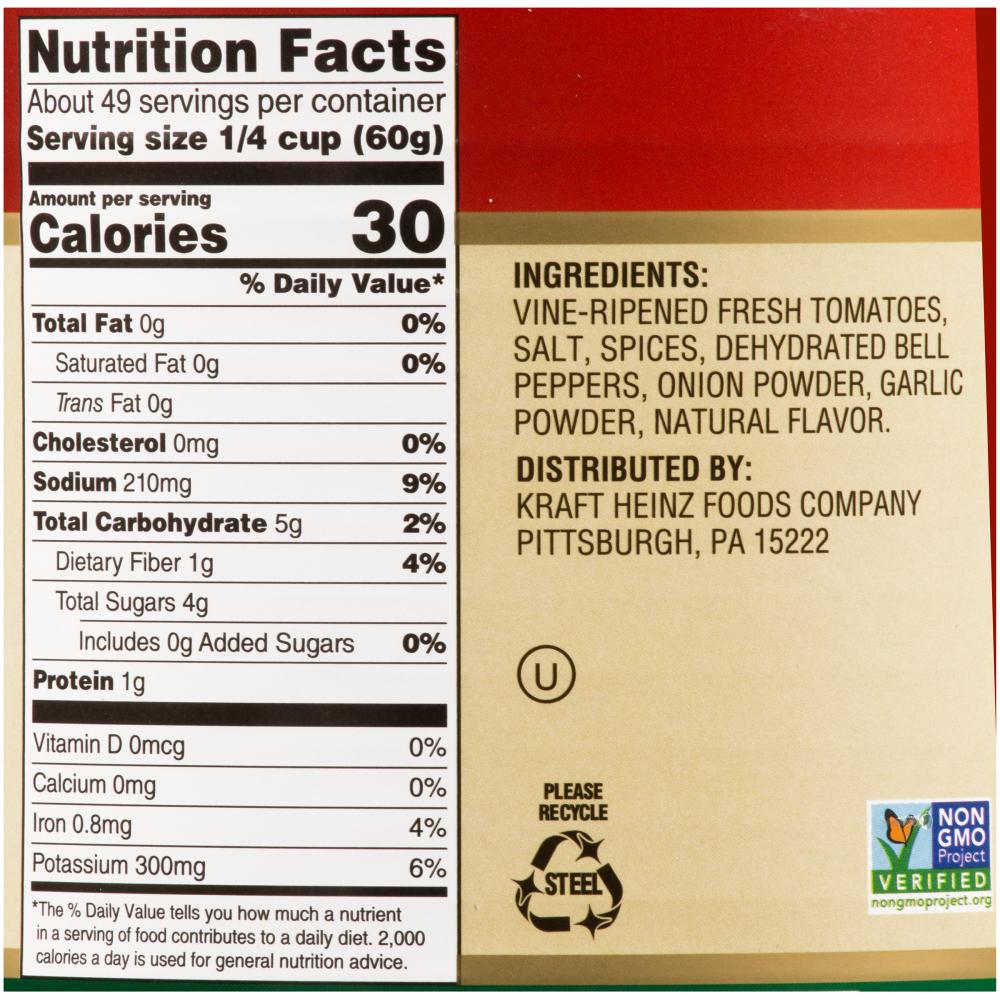 Nutrition Facts
About 49 servings per container
Serving size 1/4 cup (60g)
Amount per serving
Calories 30
% Daily Value*
Total Fat 0g 0%
Saturated Fat 0g 0%
Trans Fat 0g
Cholesterol 0mg 0%
Sodium 210mg 9%
Total Carbohydrate 5g 2%
Dietary Fiber 1g 4%
Total Sugars 4g
Includes 0g Added Sugars 0%
Protein 1g
Vitamin D 0mcg 0%
Calcium 0mg 0%
Iron 0.8mg 4%
Potassium 300mg 6%
*The % Daily Value tells you how much a nutrient
in a serving of food contributes to a daily diet. 2,000
calories a day is used for general nutrition advice.
INGREDIENTS:
VINE-RIPENED FRESH TOMATOES,
SALT, SPICES, DEHYDRATED BELL
PEPPERS, ONION POWDER, GARLIC
POWDER, NATURAL FLAVOR.
DISTRIBUTED BY:
KRAFT HEINZ FOODS COMPANY
PITTSBURGH, PA 15222
U
PLEASE
RECYCLE
STEEL
NON
GMO
Project
VERIFIED
nongmoproject.org